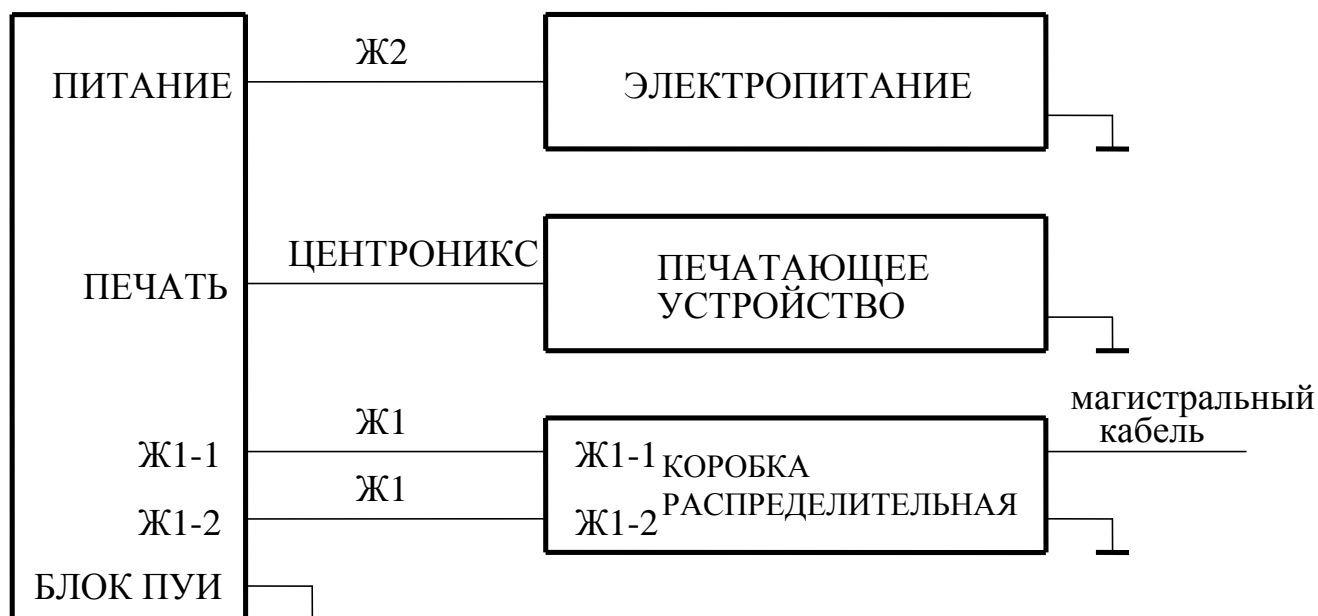 Ж2
ПИТАНИЕ
ЭЛЕКТРОПИТАНИЕ
ЦЕНТРОНИКС
ПЕЧАТЬ
ПЕЧАТАЮЩЕЕ
УСТРОЙСТВО
магистральный
кабель
Ж1
Ж1-1
Ж1-1
КОРОБКА
РАСПРЕДЕЛИТЕЛЬНАЯ
Ж1
Ж1-2
Ж1-2
БЛОК ПУИ